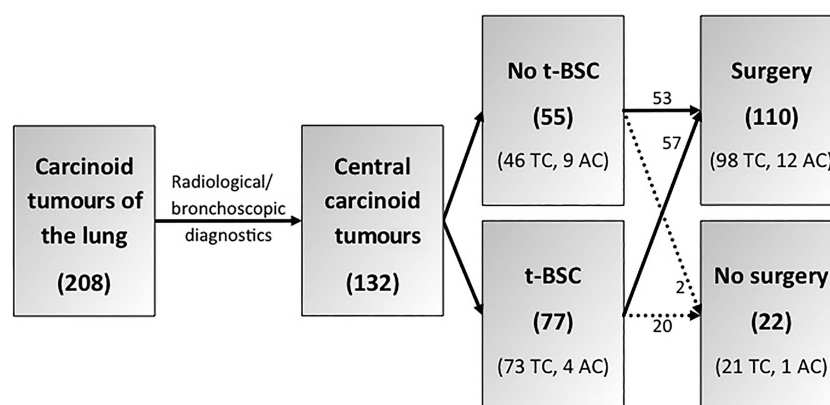 Carcinoid
tumours of
the lung
(208)
Radiological/
bronchoscopic
diagnostics
Central
carcinoid
tumours
(132)
No t-BSC
(55)
(46 TC, 9 AC)
t-BSC
(77)
(73 TC, 4 AC)
53
57
2
20
Surgery
(110)
(98 TC, 12 AC)
No surgery
(22)
(21 TC, 1 AC)